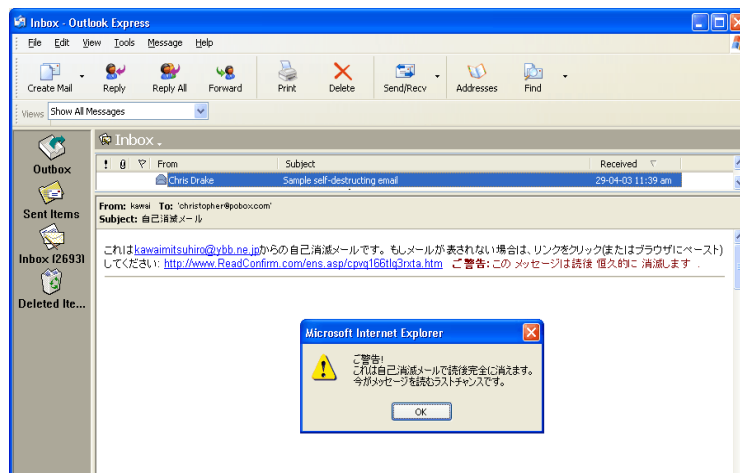 Inbox - Outlook Express
File Edit View Tools Message Help
Create Mail Reply Reply All Forward Print Delete Send/Recv Addresses Find
Views Show All Messages
Inbox
Outbox
Sent Items
Inbox (2693)
Deleted Ite...
! From Subject Received
Chris Drake Sample self-destructing email 29-04-03 11:39 am
From: kawai To: 'christopher@pobox.com'
Subject: 自己消滅メール
これはkawaimitsuhiro@ybb.ne.jpからの自己消滅メールです。もしメールが表されない場合は、リンクをクリック(またはブラウザにペースト)
してください: http://www.ReadConfirm.com/ens.asp/cpvq166tlq3rxta.htm ご警告: この メッセージは読後 恒久的に 消滅します .
Microsoft Internet Explorer
ご警告!
これは自己消滅メールで読後完全に消えます。
今がメッセージを読むラストチャンスです。
OK